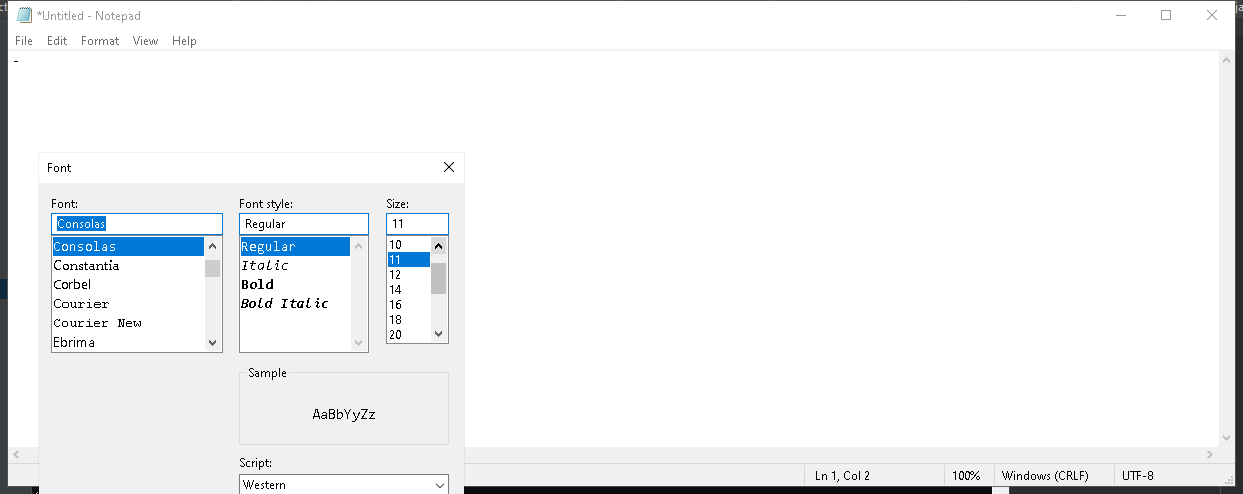 *Untitled - Notepad
File Edit Format View Help
-
Font
Font: Font style: Size:
Consolas Regular 11
Consolas Regular 10
Constantia Italic 11
Corbel Bold 12
Courier Bold Italic 14
Courier New 16
Ebrima 18
20
Sample
AaBbYyZz
Script:
Western
Ln 1, Col 2 100% Windows (CRLF) UTF-8